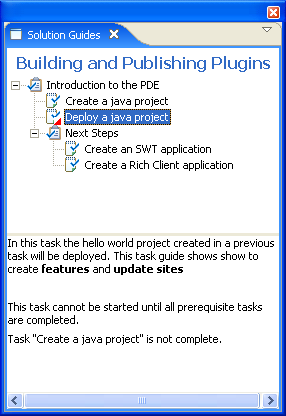 Solution Guides
Building and Publishing Plugins
Introduction to the PDE
Create a java project
Deploy a java project
Next Steps
Create an SWT application
Create a Rich Client application
In this task the hello world project created in a previous
task will be deployed. This task guide shows show to
create features and update sites
This task cannot be started until all prerequisite tasks
are completed.
Task "Create a java project" is not complete.